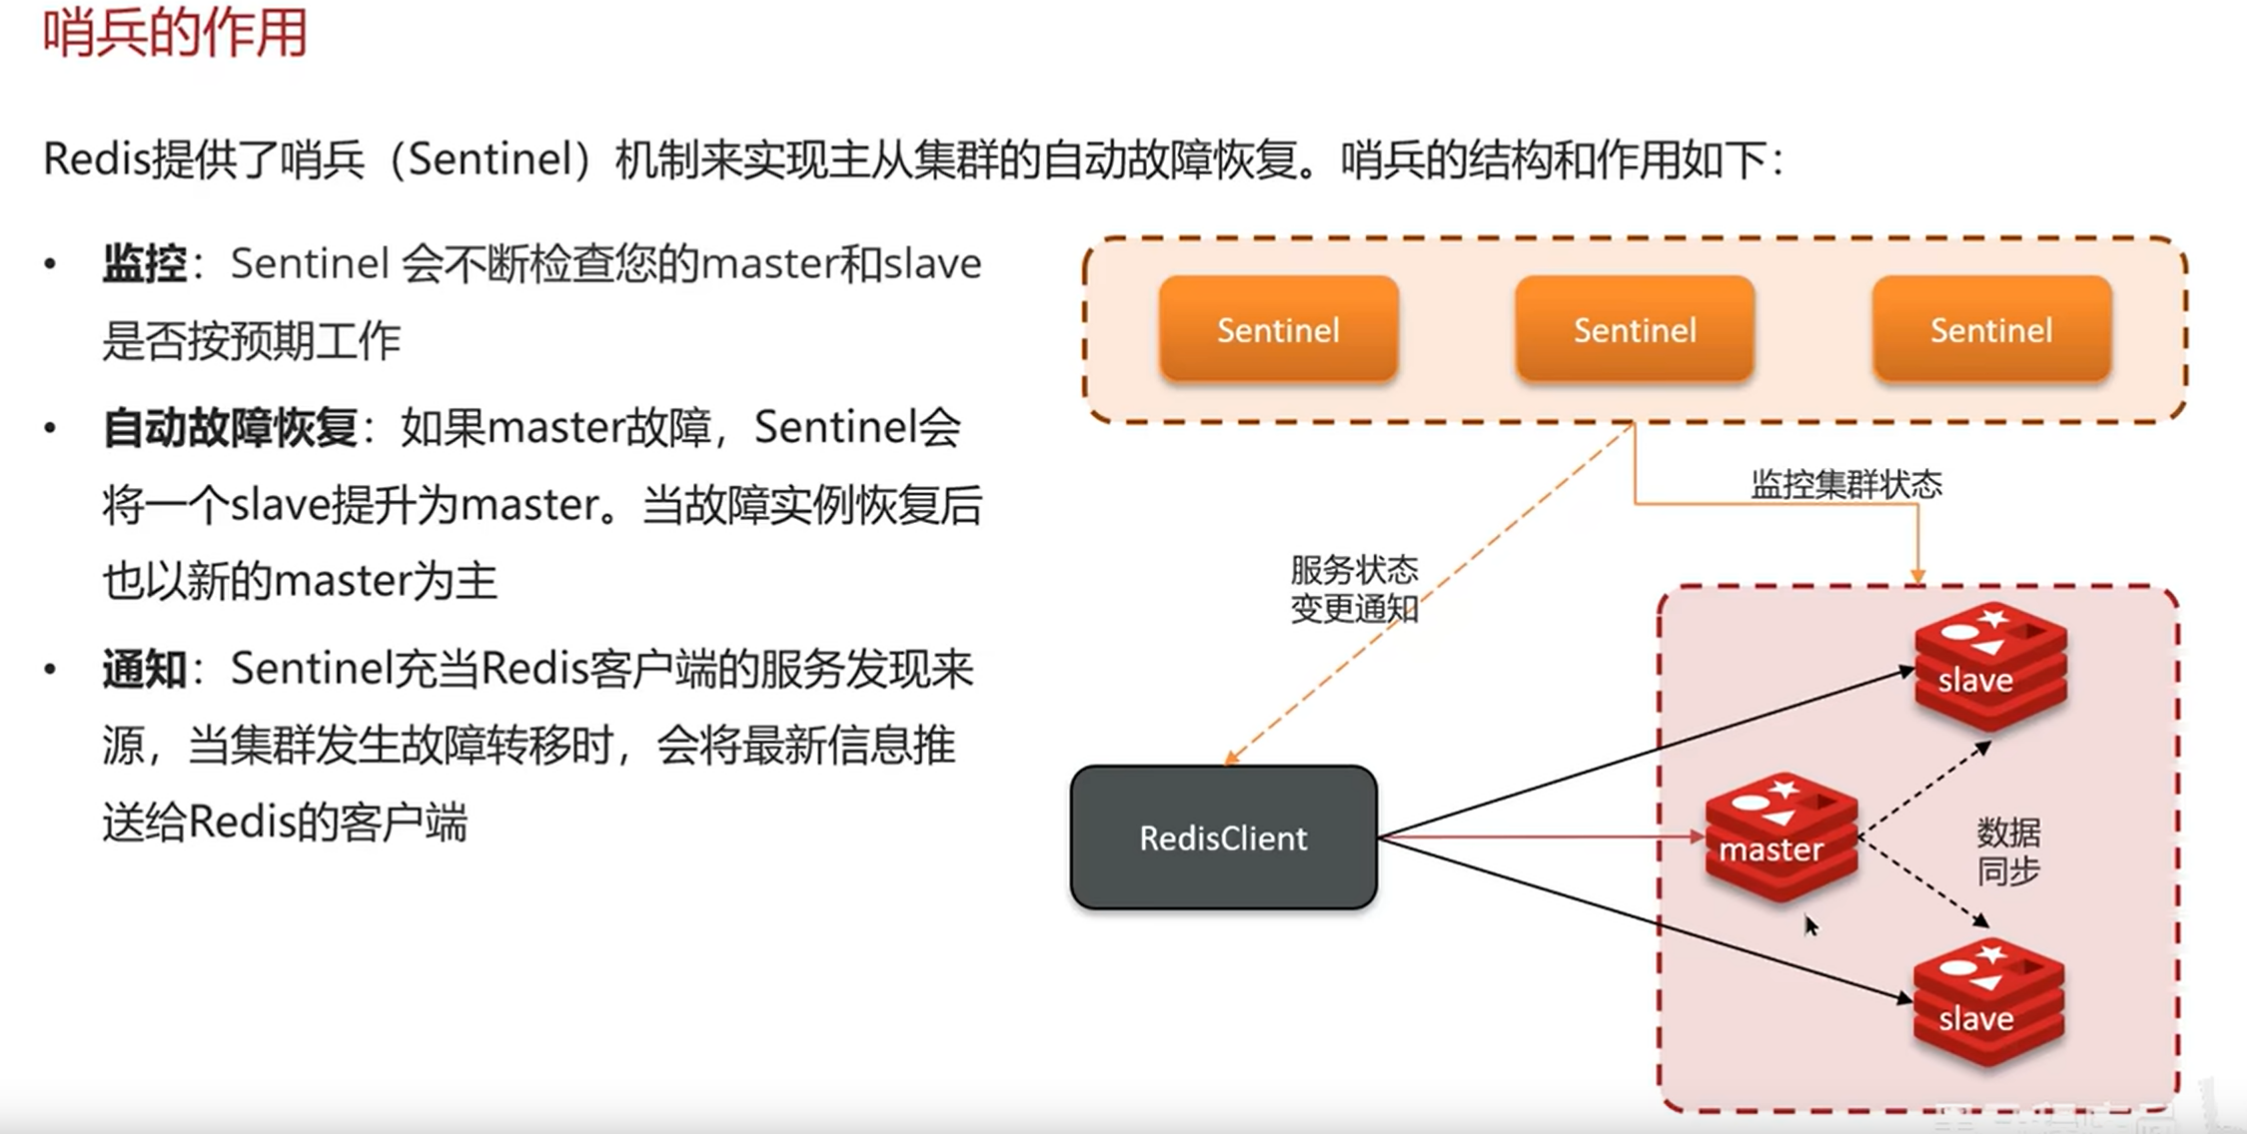 哨兵的作用
Redis提供了哨兵（Sentinel）机制来实现主从集群的自动故障恢复。哨兵的结构和作用如下：
• 监控：Sentinel 会不断检查您的master和slave
是否按预期工作
• 自动故障恢复：如果master故障，Sentinel会
将一个slave提升为master。当故障实例恢复后
也以新的master为主
• 通知：Sentinel充当Redis客户端的服务发现来
源，当集群发生故障转移时，会将最新信息推
送给Redis的客户端
Sentinel
Sentinel
Sentinel
监控集群状态
服务状态
变更通知
RedisClient
slave
master
数据
同步
slave